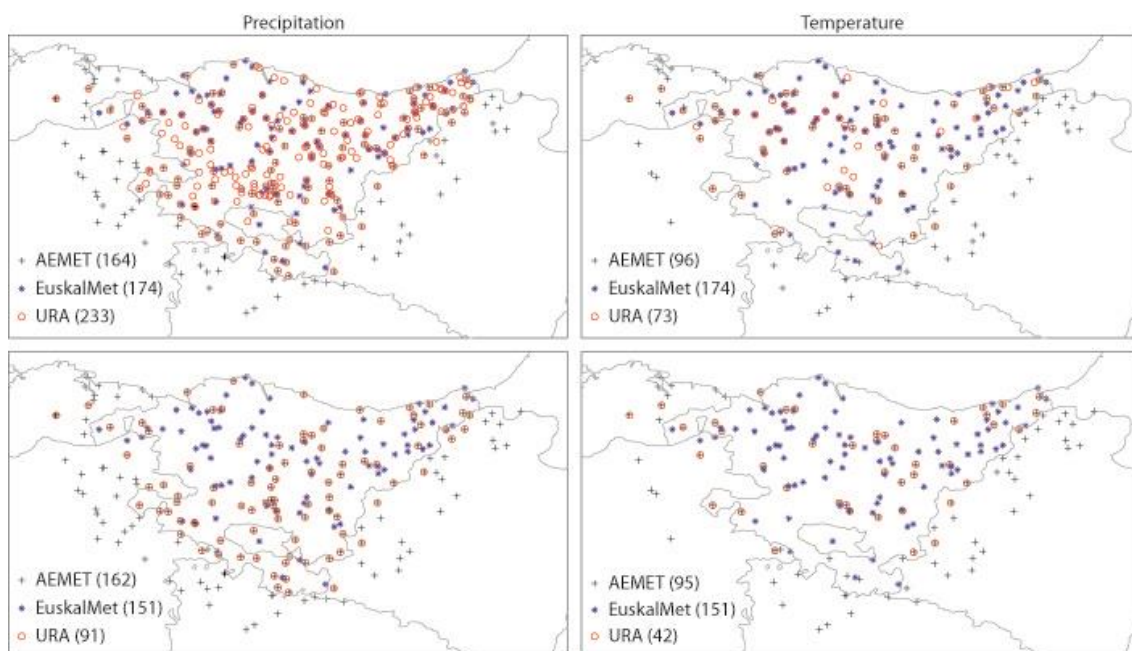 Precipitation
Temperature
AEMET (164)
EuskalMet (174)
URA (233)
AEMET (96)
EuskalMet (174)
URA (73)
AEMET (162)
EuskalMet (151)
URA (91)
AEMET (95)
EuskalMet (151)
URA (42)